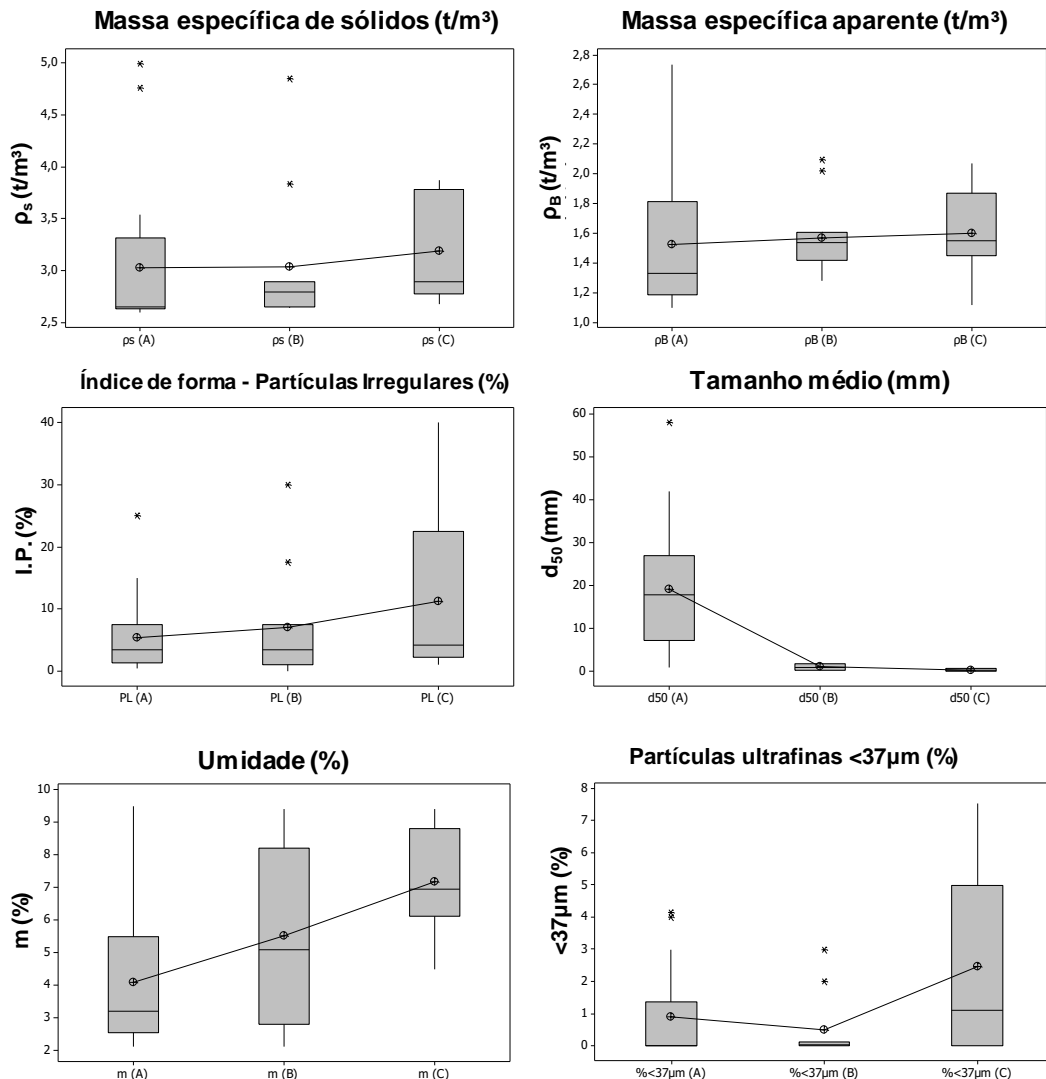 Massa específica de sólidos (t/m³)
5,0
4,5
4,0
3,5
3,0
2,5
ρs (t/m³)
ρs (A)
ρs (B)
ρs (C)
Massa específica aparente (t/m³)
2,8
2,6
2,4
2,2
2,0
1,8
1,6
1,4
1,2
1,0
ρB (t/m³)
ρB (A)
ρB (B)
ρB (C)
Índice de forma - Partículas Irregulares (%)
40
30
20
10
0
I.P. (%)
PL (A)
PL (B)
PL (C)
Tamanho médio (mm)
60
50
40
30
20
10
0
d50 (mm)
d50 (A)
d50 (B)
d50 (C)
Umidade (%)
10
9
8
7
6
5
4
3
2
m (%)
m (A)
m (B)
m (C)
Partículas ultrafinas <37µm (%)
8
7
6
5
4
3
2
1
0
<37µm (%)
%<37µm (A)
%<37µm (B)
%<37µm (C)